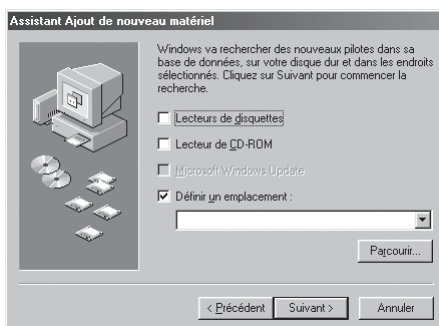 Assistant Ajout de nouveau matériel
Windows va rechercher des nouveaux pilotes dans sa
base de données, sur votre disque dur et dans les endroits
sélectionnés. Cliquez sur Suivant pour commencer la
recherche.
Lecteurs de disquettes
Lecteur de CD-ROM
Microsoft Windows Update
Définir un emplacement :
Parcourir...
< Précédent Suivant > Annuler